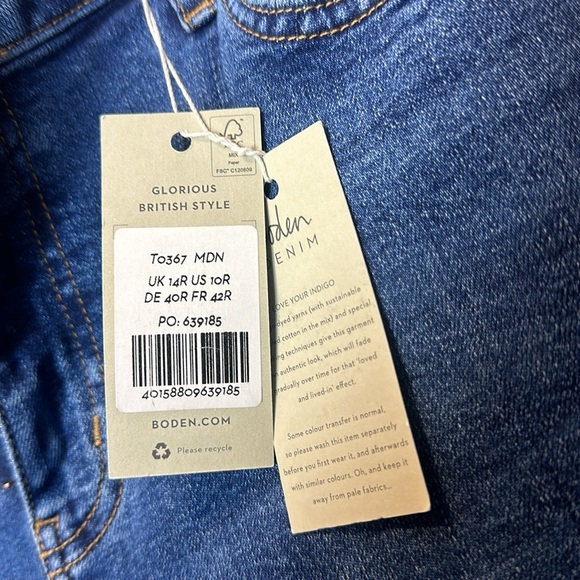 MIX
Paper
FSC® C120809
GLORIOUS
BRITISH STYLE
T0367 MDN
UK 14R US 10R
DE 40R FR 42R
PO: 639185
40158809639185
BODEN.COM
Please recycle
oden
ENIM
OVE YOUR INDIGO
dyed yarns (with sustainable
d cotton in the mix) and special
ing techniques give this garment
authentic look, which will fade
gradually over time for that 'loved
and lived-in' effect.
Some colour transfer is normal,
so please wash this item separately
before you first wear it, and afterwards
with similar colours. Oh, and keep it
away from pale fabrics...